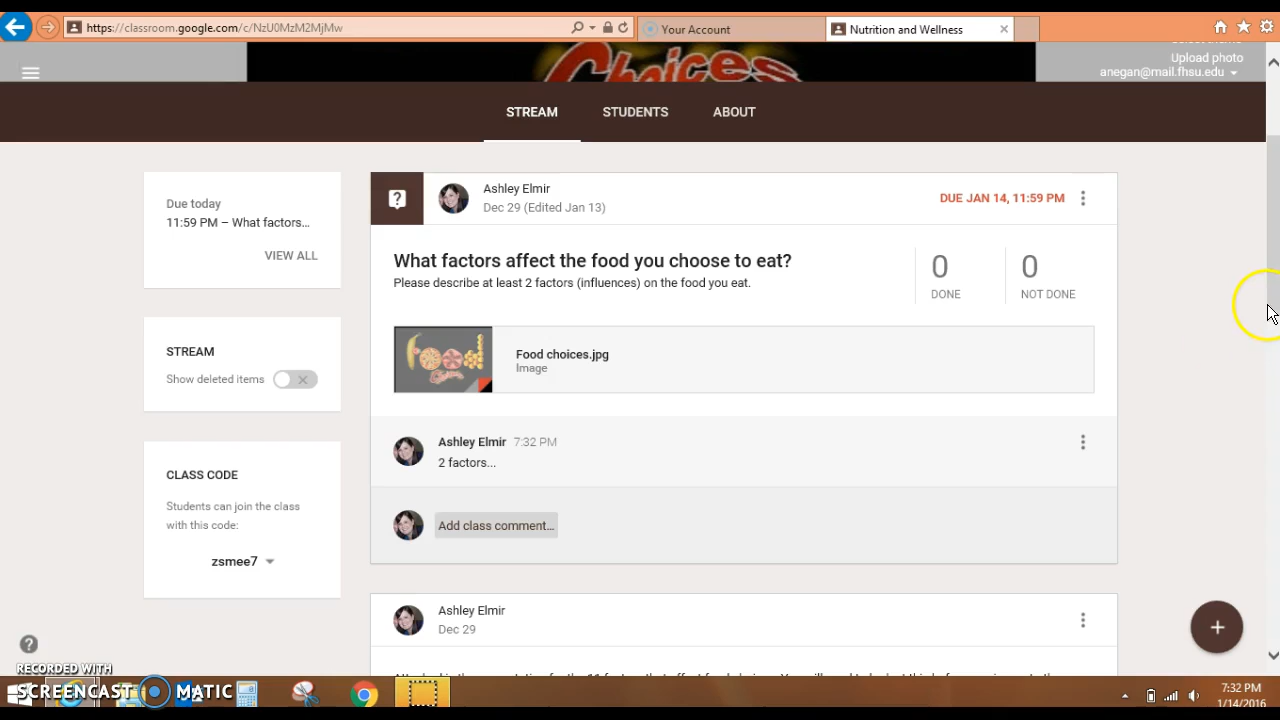 https://classroom.google.com/c/NzU0MzM2MjMw
Your Account
Nutrition and Wellness
Choices
Upload photo
anegan@mail.fhsu.edu
STREAM
STUDENTS
ABOUT
Due today
11:59 PM – What factors...
VIEW ALL
STREAM
Show deleted items
CLASS CODE
Students can join the class
with this code:
zsmee7
Ashley Elmir
Dec 29 (Edited Jan 13)
DUE JAN 14, 11:59 PM
What factors affect the food you choose to eat?
Please describe at least 2 factors (influences) on the food you eat.
0
DONE
0
NOT DONE
food
Food choices.jpg
Image
Ashley Elmir 7:32 PM
2 factors...
Add class comment...
Ashley Elmir
Dec 29
RECORDED WITH
SCREENCAST MATIC
7:32 PM
1/14/2016